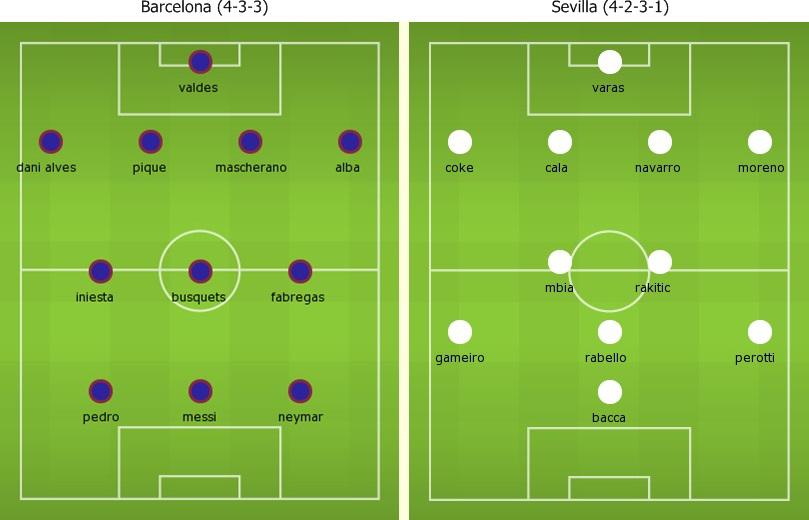 Barcelona (4-3-3)
valdes
dani alves pique mascherano alba
iniesta busquets fabregas
pedro messi neymar
Sevilla (4-2-3-1)
varas
coke cala navarro moreno
mbia rakitic
gameiro rabello perotti
bacca